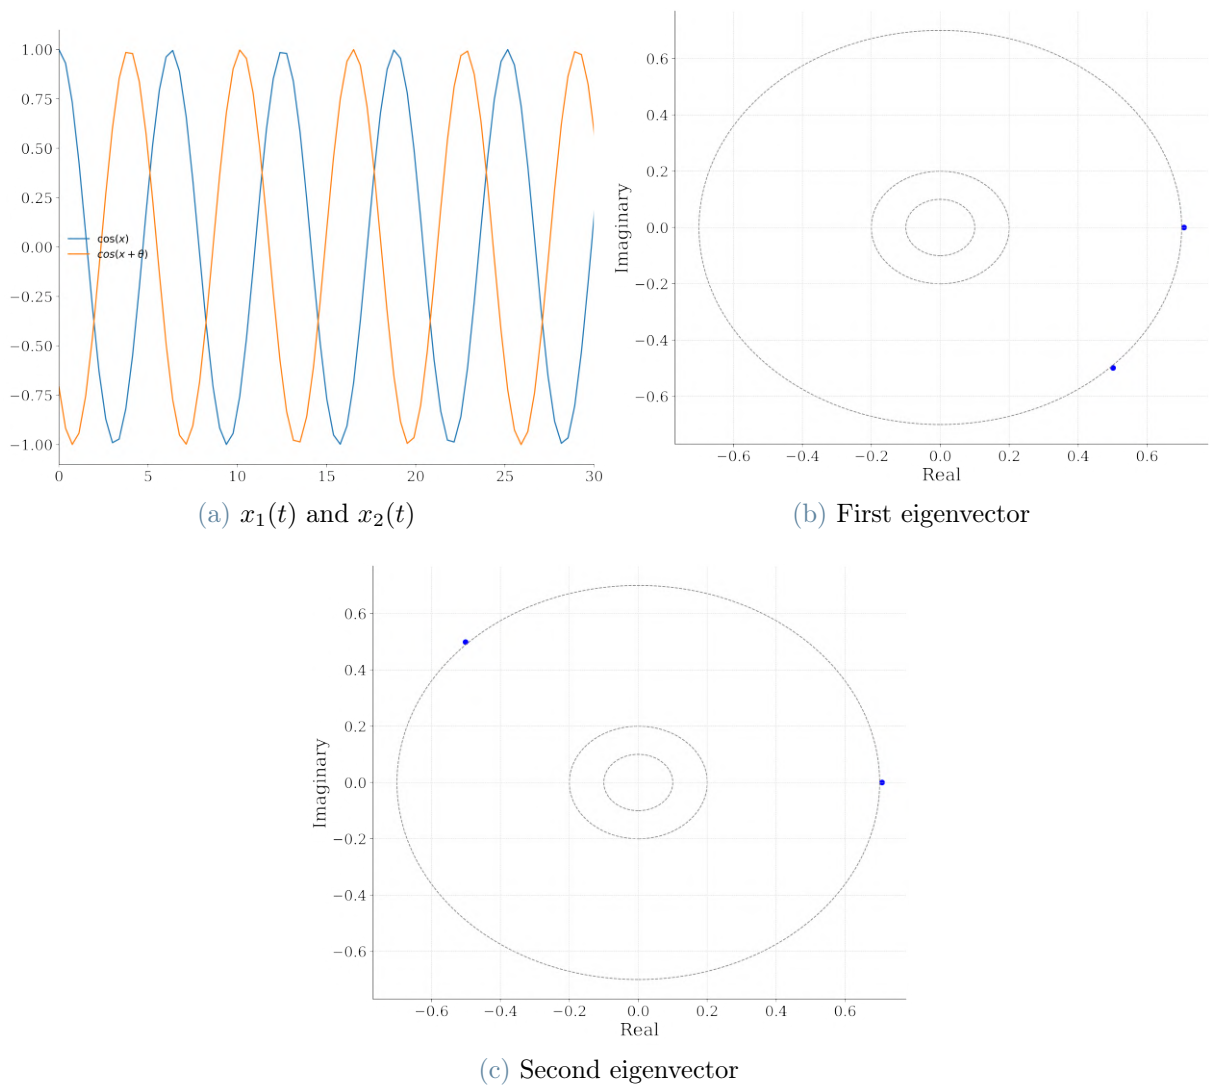 1.00
0.75
0.50
0.25
0.00
−0.25
−0.50
−0.75
−1.00
cos(x)
cos(x + θ)
0 5 10 15 20 25 30
(a) x₁(t) and x₂(t)
Imaginary
0.6
0.4
0.2
0.0
−0.2
−0.4
−0.6
−0.6 −0.4 −0.2 0.0 0.2 0.4 0.6
Real
(b) First eigenvector
Imaginary
0.6
0.4
0.2
0.0
−0.2
−0.4
−0.6
−0.6 −0.4 −0.2 0.0 0.2 0.4 0.6
Real
(c) Second eigenvector